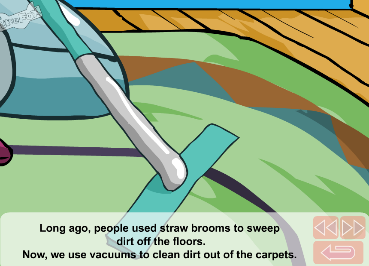 Long ago, people used straw brooms to sweep
dirt off the floors.
Now, we use vacuums to clean dirt out of the carpets.